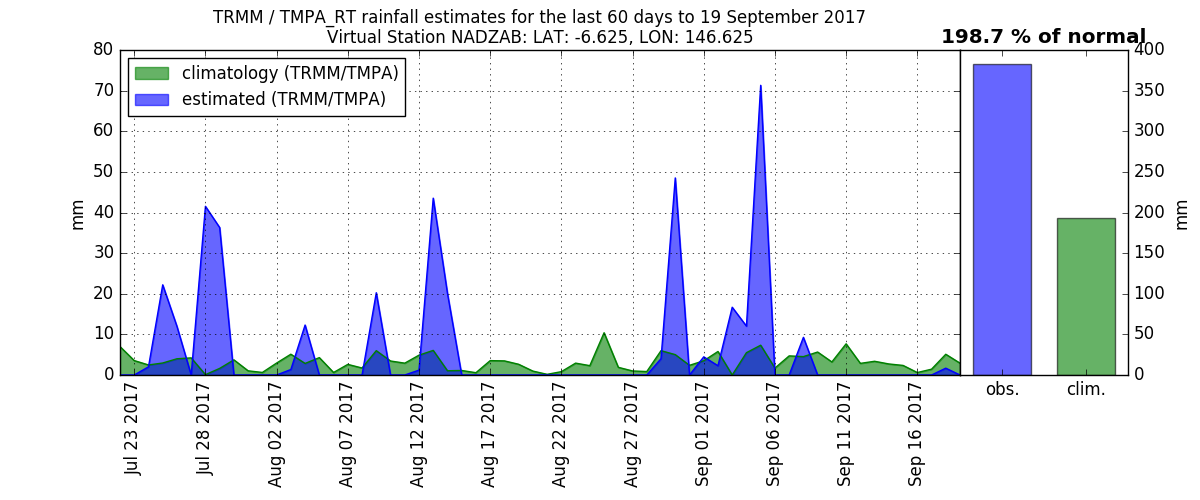 TRMM / TMPA_RT rainfall estimates for the last 60 days to 19 September 2017
Virtual Station NADZAB: LAT: -6.625, LON: 146.625
198.7 % of normal
climatology (TRMM/TMPA)
estimated (TRMM/TMPA)
80
70
60
50
40
30
20
10
0
mm
Jul 23 2017
Jul 28 2017
Aug 02 2017
Aug 07 2017
Aug 12 2017
Aug 17 2017
Aug 22 2017
Aug 27 2017
Sep 01 2017
Sep 06 2017
Sep 11 2017
Sep 16 2017
obs.
clim.
400
350
300
250
200
150
100
50
0
mm